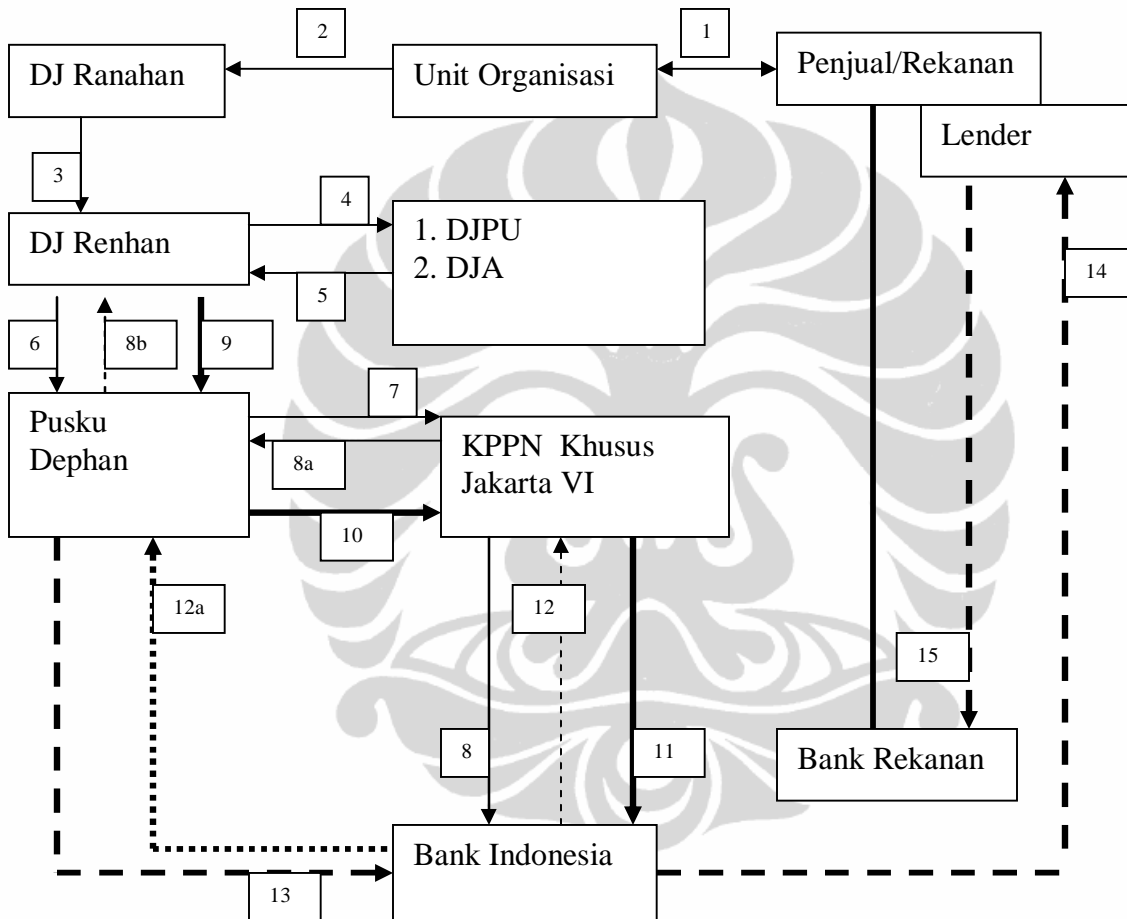 2
1
DJ Ranahan
Unit Organisasi
Penjual/Rekanan
Lender
3
4
DJ Renhan
1. DJPU
2. DJA
14
5
6
8b
9
7
Pusku
Dephan
KPPN Khusus
Jakarta VI
8a
10
12a
12
15
8
11
Bank Rekanan
Bank Indonesia
13